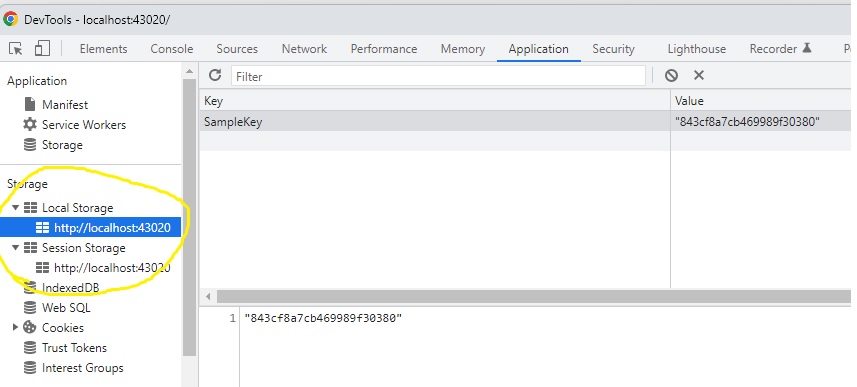 DevTools - localhost:43020/
Elements Console Sources Network Performance Memory Application Security Lighthouse Recorder
Application
Manifest
Service Workers
Storage
Filter
Key Value
SampleKey "843cf8a7cb469989f30380"
Storage
Local Storage
http://localhost:43020
Session Storage
http://localhost:43020
IndexedDB
Web SQL
Cookies
Trust Tokens
Interest Groups
1 "843cf8a7cb469989f30380"